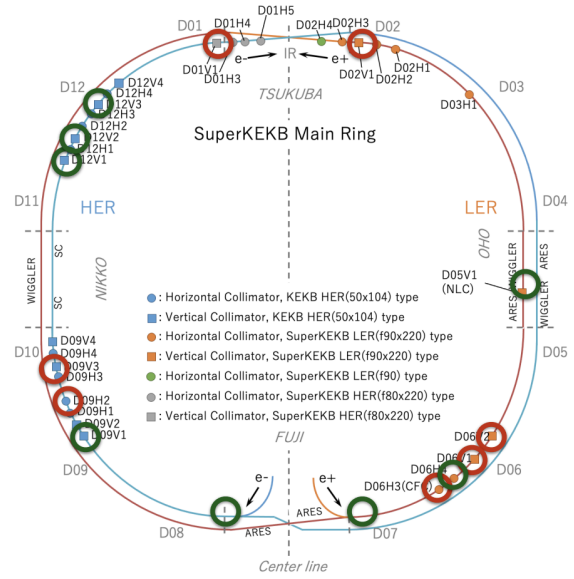 D01H5
D01 D01H4 D02H4 D02H3 D02
D01V1 e- IR e+ D02V1 D02H1
D01H3 D02H2
TSUKUBA
D12 D12V4
D12H4
D12V3
D12H3
D12H2
D12V2
D12H1
D12V1
D03H1 D03
SuperKEKB Main Ring
D11 HER LER D04
WIGGLER SC SC NIKKO OHO ARES WIGGLER ARES WIGGLER
D05V1
(NLC)
: Horizontal Collimator, KEKB HER(50x104) type
: Vertical Collimator, KEKB HER(50x104) type
: Horizontal Collimator, SuperKEKB LER(f90x220) type
: Vertical Collimator, SuperKEKB LER(f90x220) type
: Horizontal Collimator, SuperKEKB LER(f90) type
: Horizontal Collimator, SuperKEKB HER(f80x220) type
: Vertical Collimator, SuperKEKB HER(f80x220) type
D10 D09V4
D09H4
D09V3
D09H3
D09H2
D09H1
D09V2
D09V1
D05
FUJI
D06V2
D06V1
D06H4
D06H3(CF
D09 D06
e- e+
ARES
ARES
D08 D07
Center line